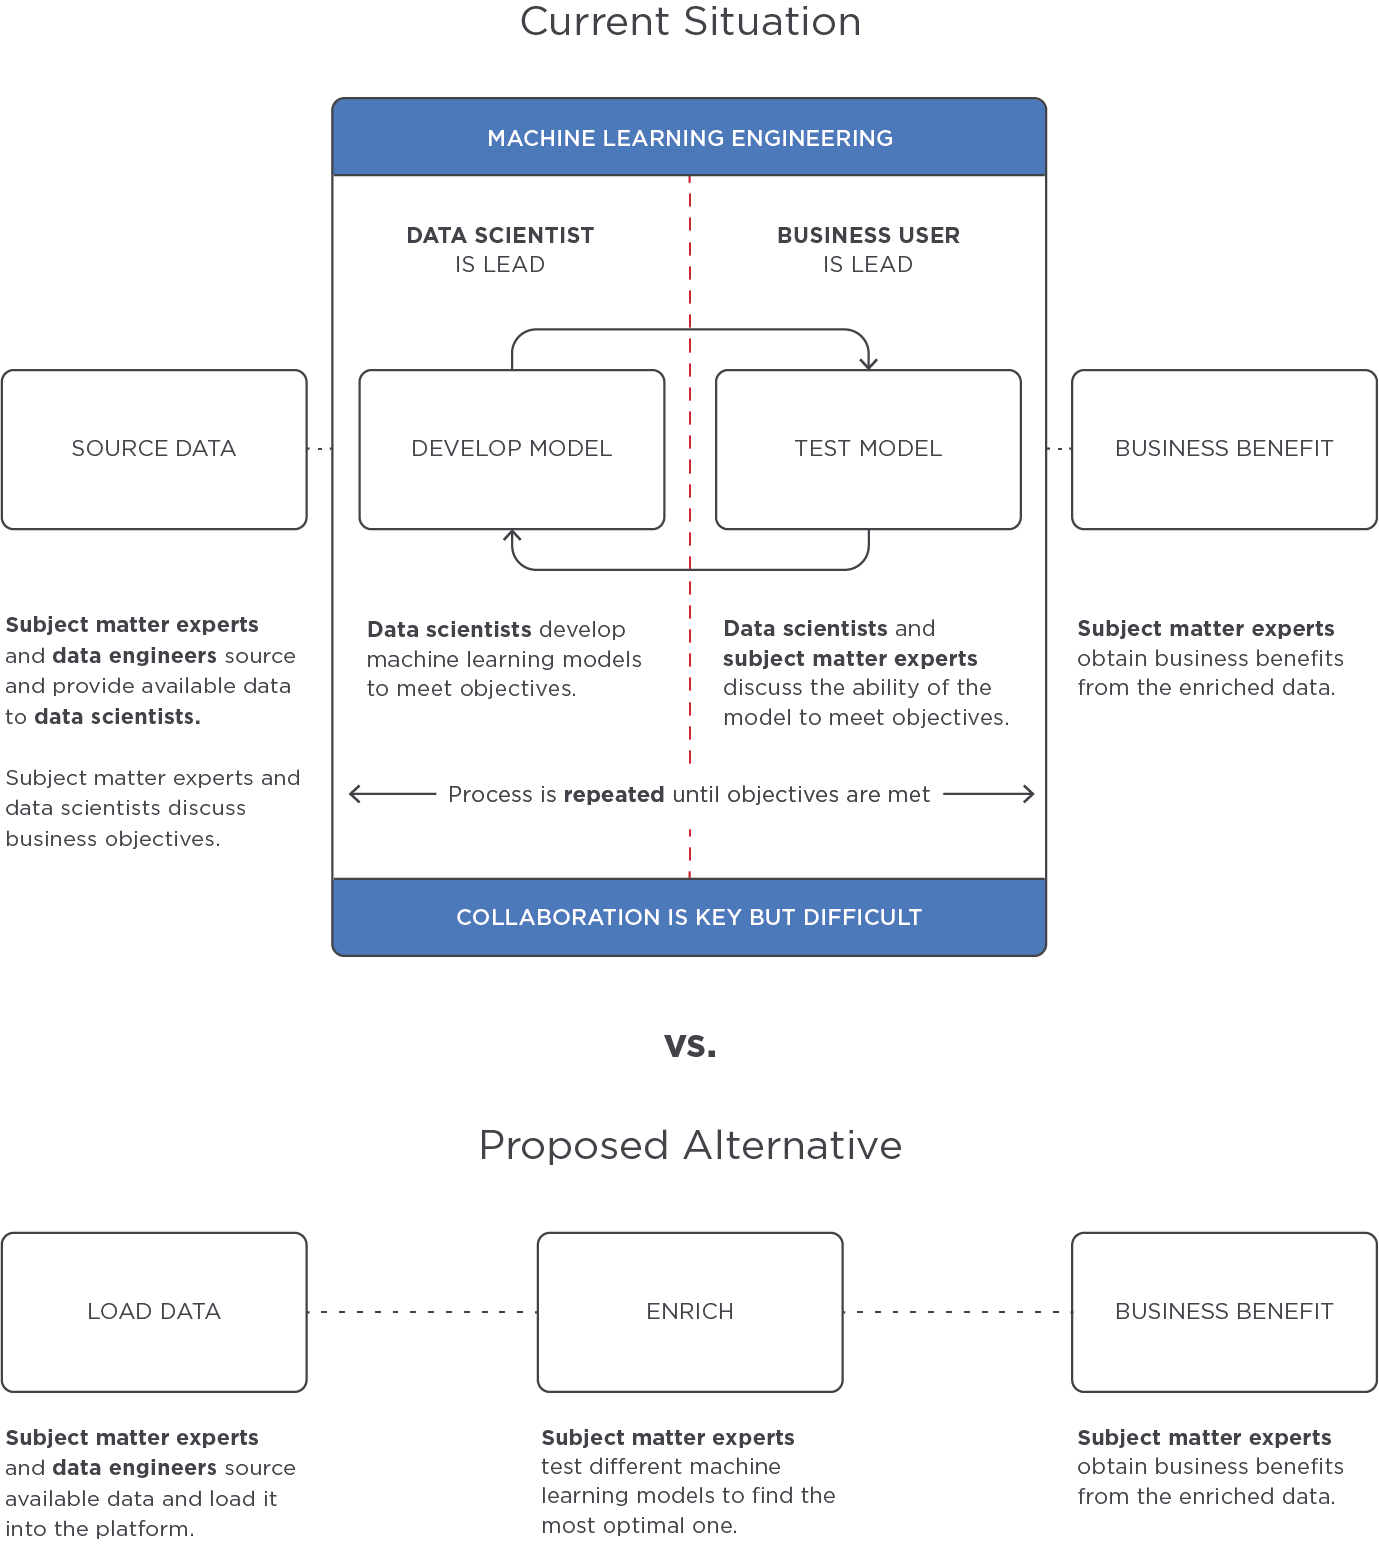 Current Situation
MACHINE LEARNING ENGINEERING
DATA SCIENTIST
IS LEAD
BUSINESS USER
IS LEAD
SOURCE DATA
DEVELOP MODEL
TEST MODEL
BUSINESS BENEFIT
Subject matter experts
and data engineers source
and provide available data
to data scientists.
Subject matter experts and
data scientists discuss
business objectives.
Data scientists develop
machine learning models
to meet objectives.
Data scientists and
subject matter experts
discuss the ability of the
model to meet objectives.
Subject matter experts
obtain business benefits
from the enriched data.
Process is repeated until objectives are met
COLLABORATION IS KEY BUT DIFFICULT
vs.
Proposed Alternative
LOAD DATA
ENRICH
BUSINESS BENEFIT
Subject matter experts
and data engineers source
available data and load it
into the platform.
Subject matter experts
test different machine
learning models to find the
most optimal one.
Subject matter experts
obtain business benefits
from the enriched data.